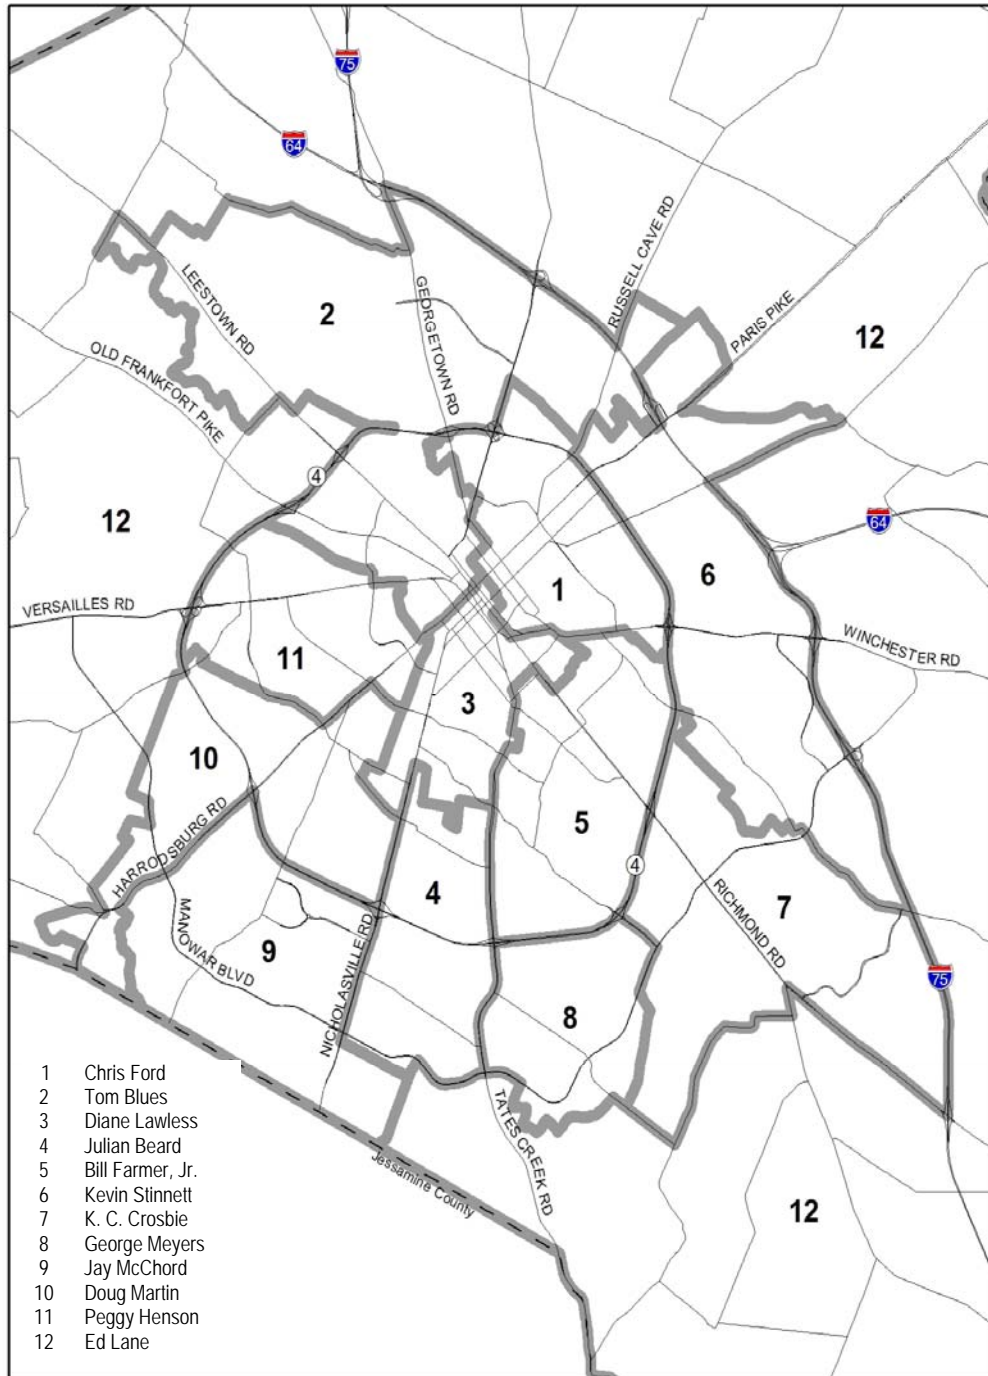 75
64
RUSSELL CAVE RD
LEESTOWN RD
GEORGETOWN RD
2
PARIS PIKE
12
OLD FRANKFORT PIKE
4
12
64
VERSAILLES RD
1
6
WINCHESTER RD
11
3
10
HARRODSBURG RD
5
4
4
RICHMOND RD
7
MAN O WAR BLVD
9
NICHOLASVILLE RD
75
8
TATES CREEK RD
Jessamine County
12
1 Chris Ford
2 Tom Blues
3 Diane Lawless
4 Julian Beard
5 Bill Farmer, Jr.
6 Kevin Stinnett
7 K. C. Crosbie
8 George Meyers
9 Jay McChord
10 Doug Martin
11 Peggy Henson
12 Ed Lane